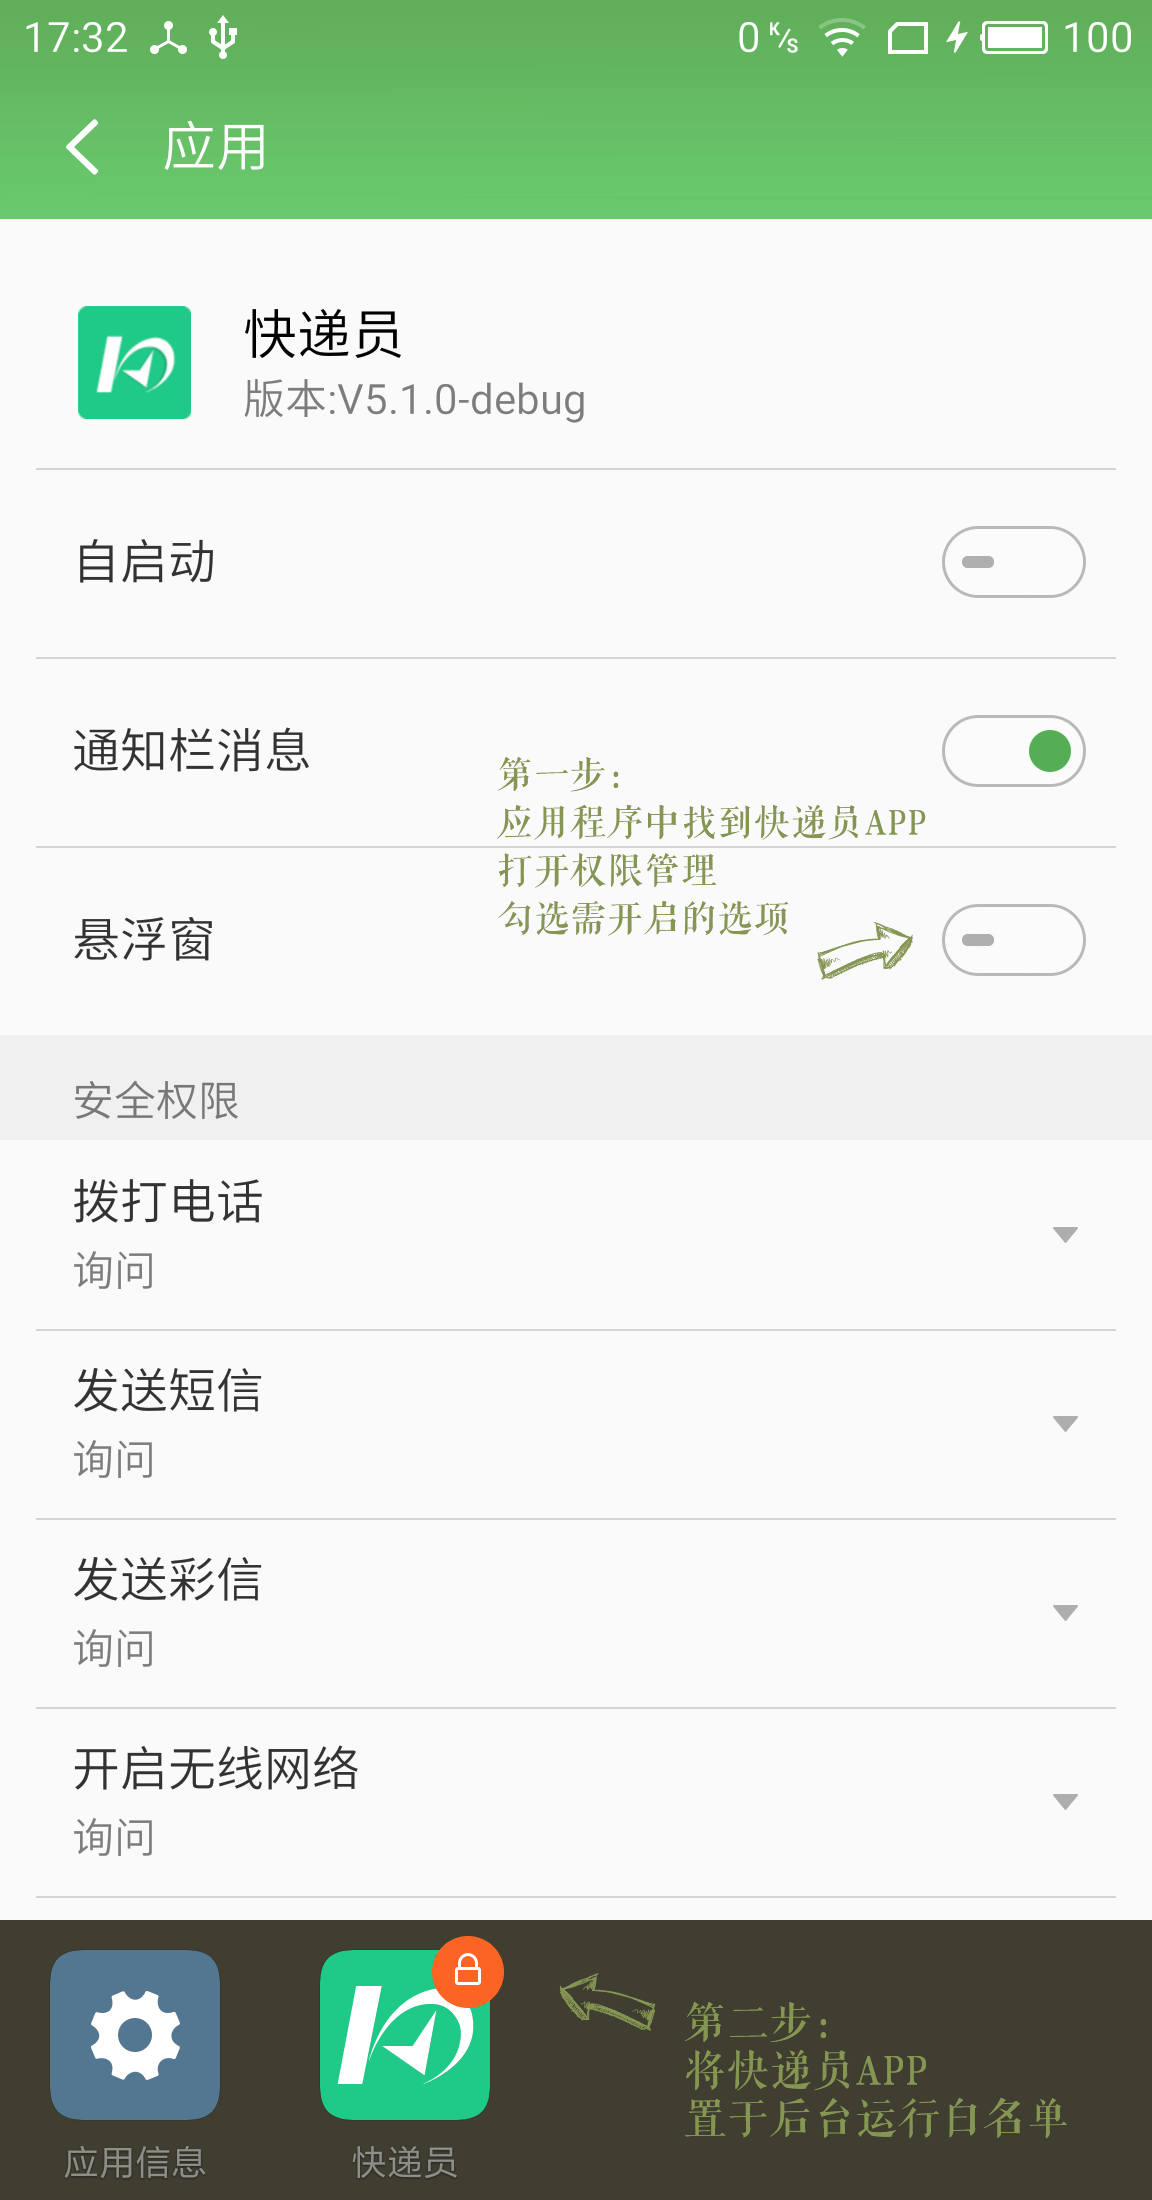 17:32
0 K/s
100
应用
快递员
版本:V5.1.0-debug
自启动
通知栏消息
第一步：
应用程序中找到快递员APP
打开权限管理
勾选需开启的选项
悬浮窗
安全权限
拨打电话
询问
发送短信
询问
发送彩信
询问
开启无线网络
询问
第二步：
将快递员APP
置于后台运行白名单
应用信息
快递员